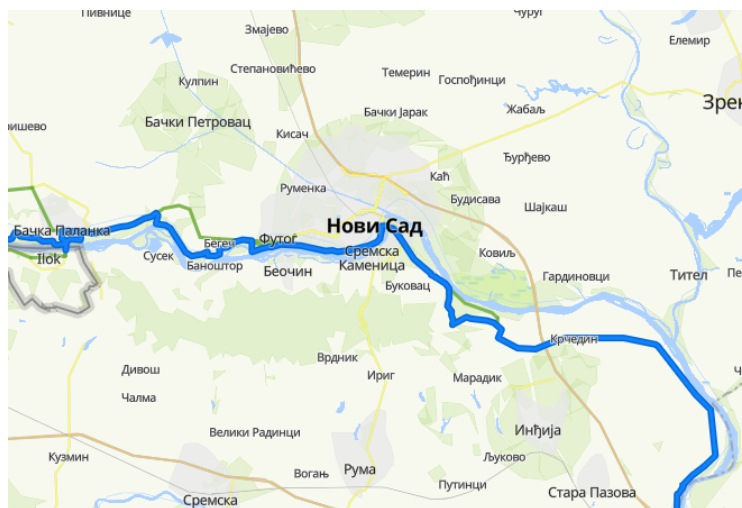 Пивнице
Чуруг
Змајево
Елемир
Степановићево
Темерин
Госпођинци
Кулпин
Зрен
Жабаљ
Бачки Јарак
Бачки Петровац
ришево
Кисач
Ђурђево
Каћ
Руменка
Будисава
Шајкаш
Нови Сад
Бачка Паланка
Футог
Бегеч
Ковиљ
Сремска
Каменица
Ilok
Сусек
Баноштор
Беочин
Гардиновци
Тител
Пе
Буковац
Крчедин
Врдник
Дивош
Ириг
Марадик
Ч
Чалма
Велики Радинци
Инђија
Кузмин
Љуково
Вогањ
Рума
Путинци
Стара Пазова
Сремска